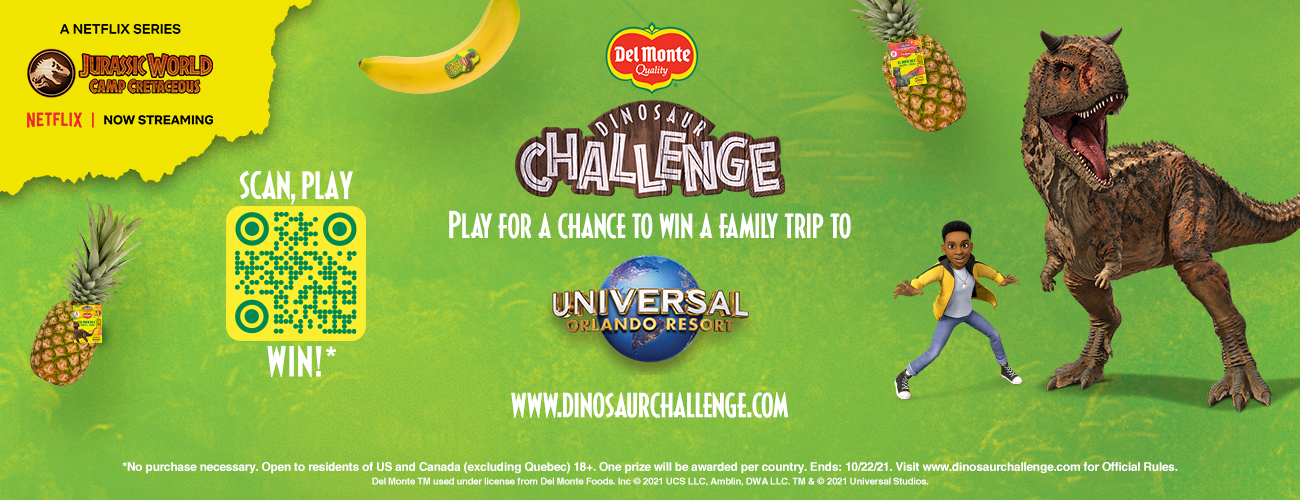 A NETFLIX SERIES
JURASSIC WORLD
CAMP CRETACEOUS
NETFLIX | NOW STREAMING
SCAN, PLAY
WIN!*
Del Monte
Quality
DINOSAUR
CHALLENGE
PLAY FOR A CHANCE TO WIN A FAMILY TRIP TO
UNIVERSAL
ORLANDO RESORT
WWW.DINOSAURCHALLENGE.COM
*No purchase necessary. Open to residents of US and Canada (excluding Quebec) 18+. One prize will be awarded per country. Ends: 10/22/21. Visit www.dinosaurchallenge.com for Official Rules.
Del Monte TM used under license from Del Monte Foods. Inc © 2021 UCS LLC, Amblin, DWA LLC. TM & © 2021 Universal Studios.